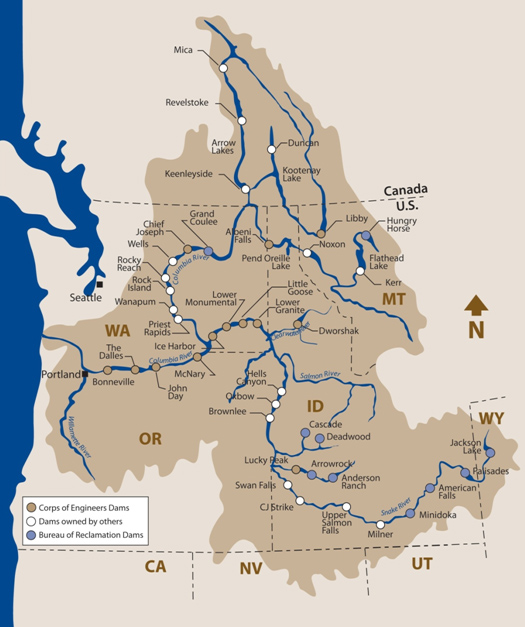 Mica
Revelstoke
Arrow
Lakes
Duncan
Keenleyside
Kootenay
Lake
Canada
U.S.
Grand
Coulee
Chief
Joseph
Albeni
Falls
Libby
Hungry
Horse
Wells
Noxon
Columbia River
Pend Oreille
Lake
Flathead
Lake
Rocky
Reach
Rock
Island
Kerr
Seattle
Little
Goose
MT
Wanapum
Lower
Monumental
Lower
Granite
N
WA
Priest
Rapids
Clearwater
Dworshak
Ice Harbor
The
Dalles
Columbia River
Portland
McNary
Hells
Canyon
Salmon River
Bonneville
John
Day
Oxbow
ID
Brownlee
WY
Willamette River
Cascade
OR
Deadwood
Jackson
Lake
Lucky Peak
Arrowrock
Palisades
Swan Falls
Anderson
Ranch
American
Falls
CJ Strike
Snake River
Upper
Salmon
Falls
Minidoka
Milner
Corps of Engineers Dams
Dams owned by others
Bureau of Reclamation Dams
CA
NV
UT